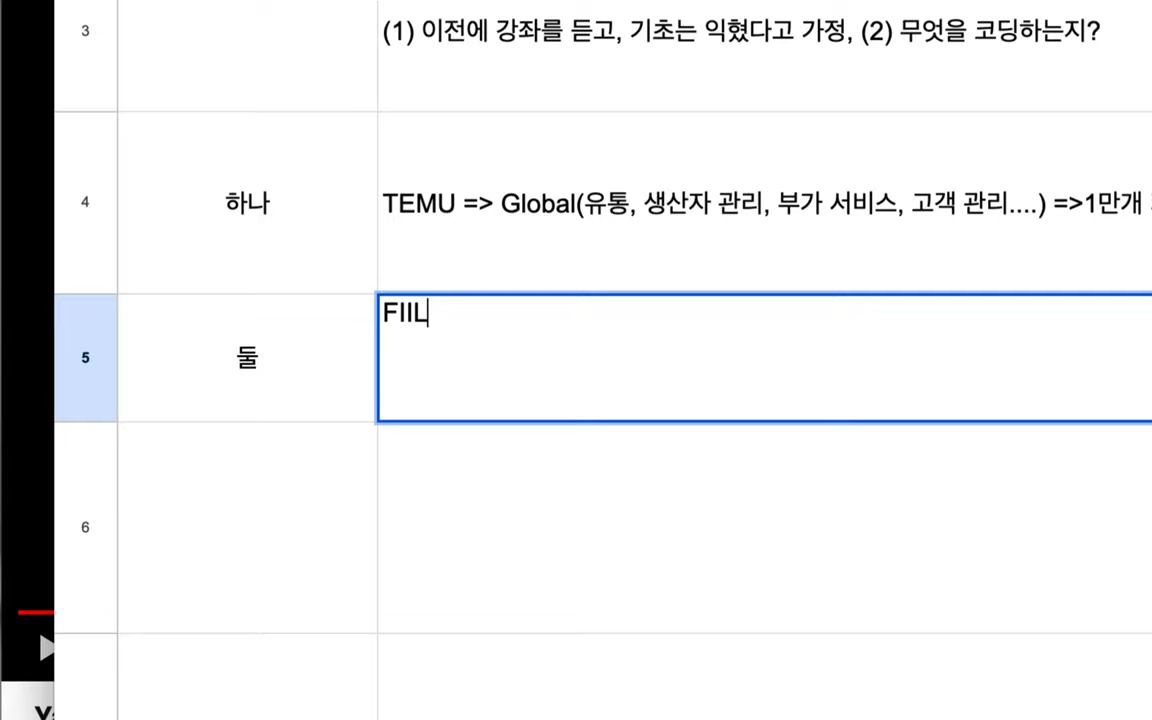 3 (1) 이전에 강좌를 듣고, 기초는 익혔다고 가정, (2) 무엇을 코딩하는지?
4 하나 TEMU => Global(유통, 생산자 관리, 부가 서비스, 고객 관리....) =>1만개
FIIL
5 둘
6